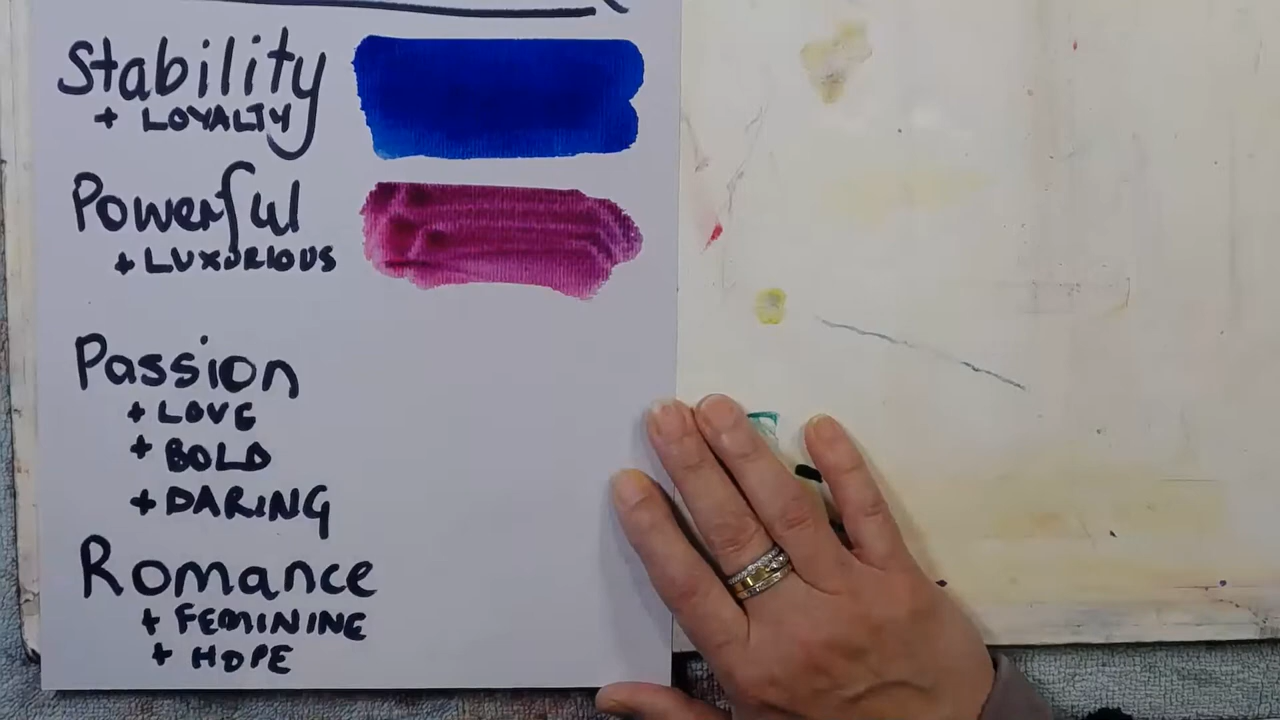 Stability
+ LOYALTY
Powerful
+ LUXURIOUS
Passion
+ LOVE
+ BOLD
+ DARING
Romance
+ FEMININE
+ HOPE